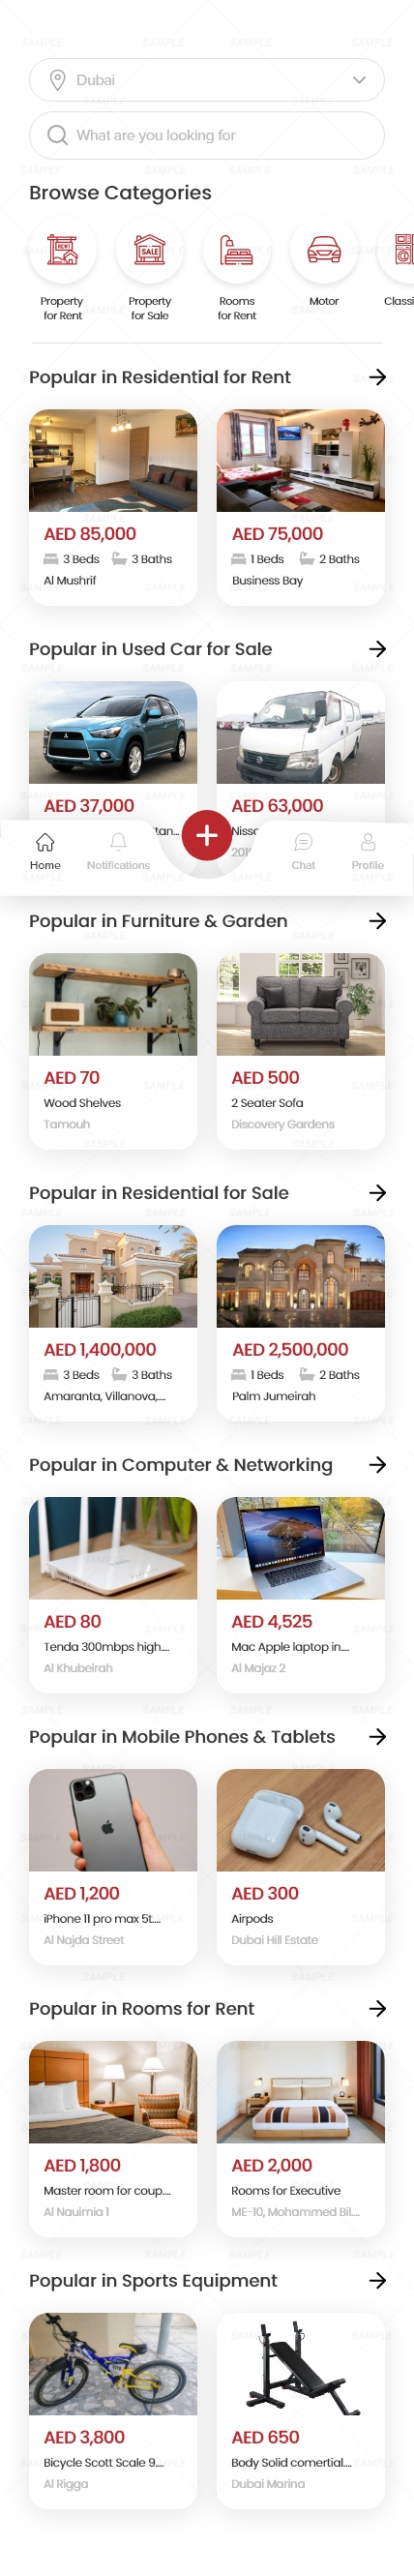 Dubai
What are you looking for
Browse Categories
RENT
SALE
Property
for Rent
Property
for Sale
Rooms
for Rent
Motor
Classi
Popular in Residential for Rent
AED 85,000
3 Beds 3 Baths
Al Mushrif
AED 75,000
1 Beds 2 Baths
Business Bay
Popular in Used Car for Sale
AED 37,000
AED 63,000
Home
Notifications
Chat
Profile
Popular in Furniture & Garden
AED 70
Wood Shelves
Tamouh
AED 500
2 Seater Sofa
Discovery Gardens
Popular in Residential for Sale
AED 1,400,000
3 Beds 3 Baths
Amaranta, Villanova,...
AED 2,500,000
1 Beds 2 Baths
Palm Jumeirah
Popular in Computer & Networking
AED 80
Tenda 300mbps high...
Al Khubeirah
AED 4,525
Mac Apple laptop in...
Al Majaz 2
Popular in Mobile Phones & Tablets
AED 1,200
iPhone 11 pro max 5t...
Al Najda Street
AED 300
Airpods
Dubai Hill Estate
Popular in Rooms for Rent
AED 1,800
Master room for coup...
Al Nauimia 1
AED 2,000
Rooms for Executive
ME-10, Mohammed Bil...
Popular in Sports Equipment
AED 3,800
Bicycle Scott Scale 9...
Al Rigga
AED 650
Body Solid comertial...
Dubai Marina
SAMPLE